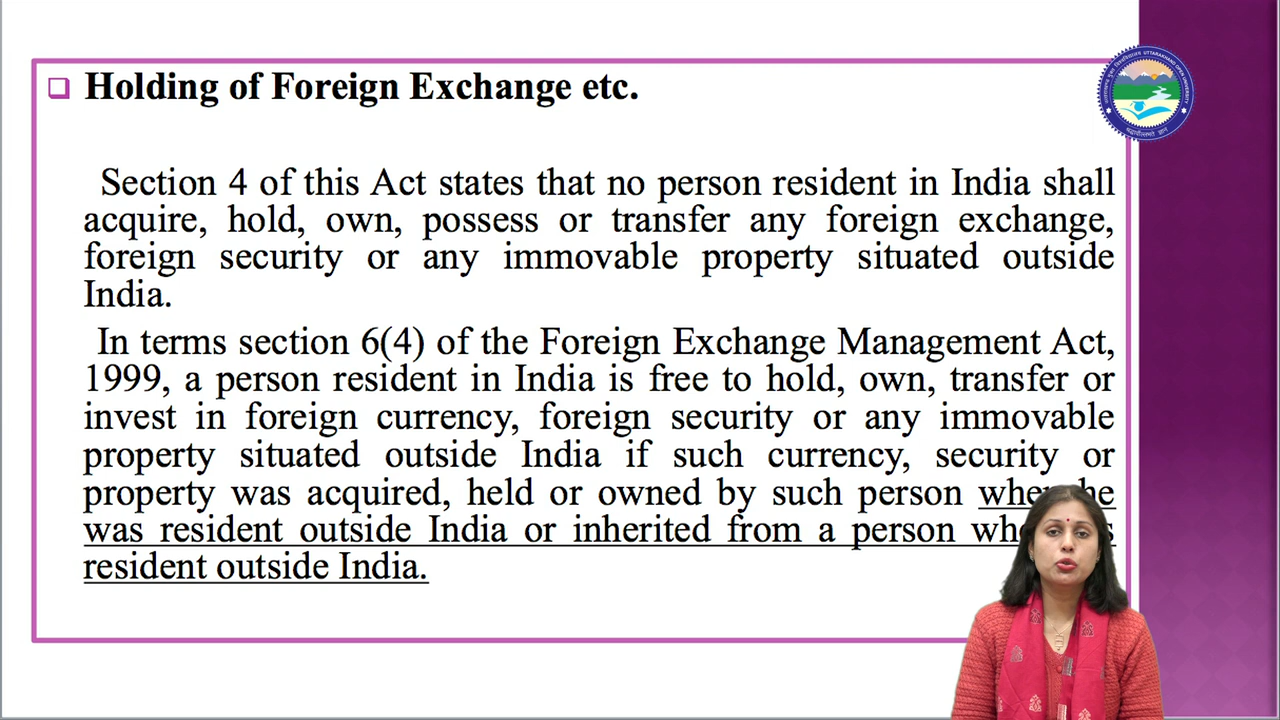 Holding of Foreign Exchange etc.
Section 4 of this Act states that no person resident in India shall
acquire, hold, own, possess or transfer any foreign exchange,
foreign security or any immovable property situated outside
India.
In terms section 6(4) of the Foreign Exchange Management Act,
1999, a person resident in India is free to hold, own, transfer or
invest in foreign currency, foreign security or any immovable
property situated outside India if such currency, security or
property was acquired, held or owned by such person
was resident outside India or inherited from a person
resident outside India.
UTTARAKHAND OPEN UNIVERSITY